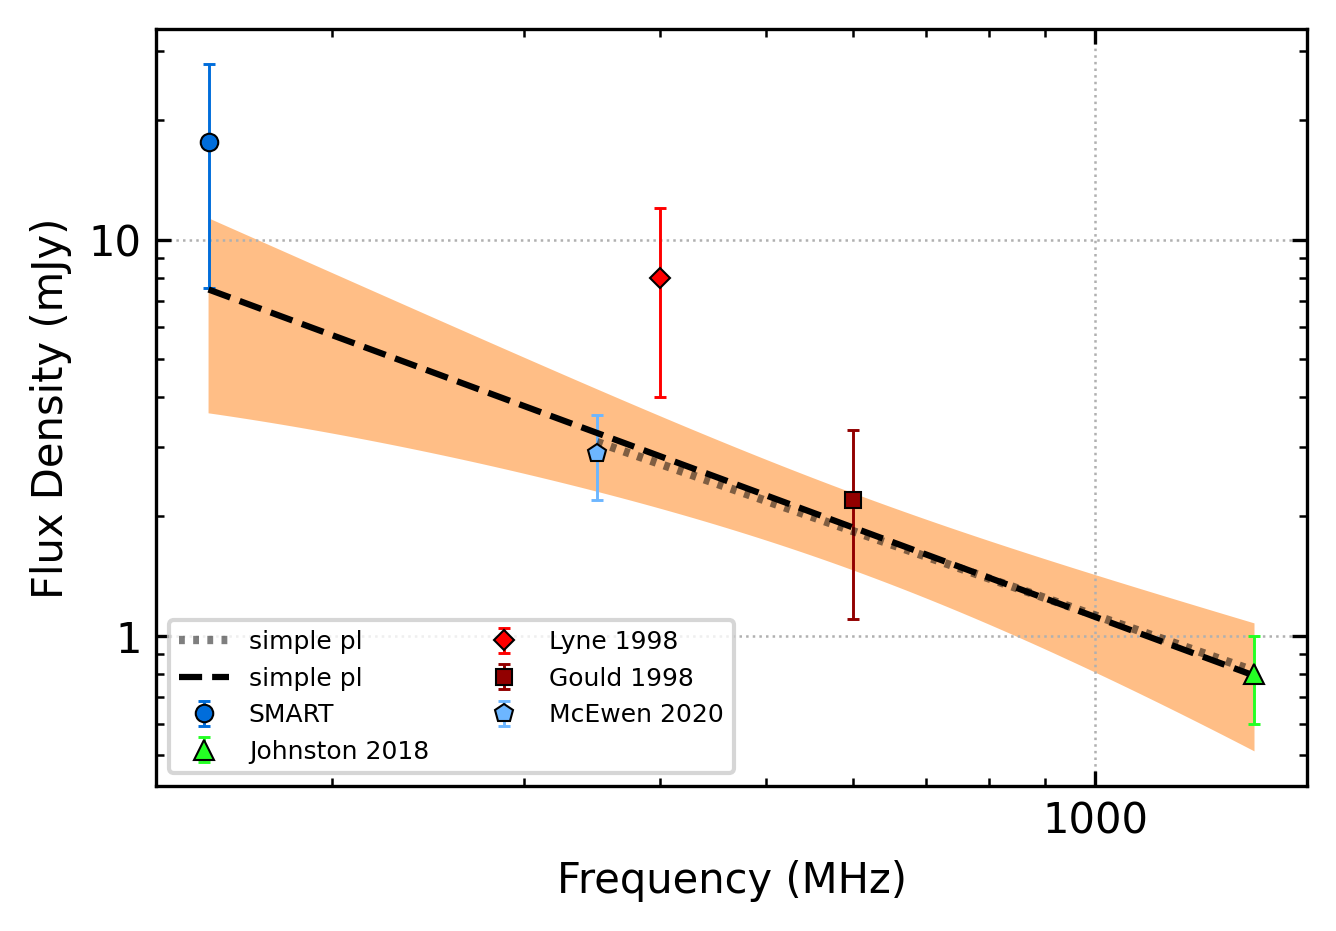 Flux Density (mJy)
10
1
simple pl
simple pl
SMART
Johnston 2018
Lyne 1998
Gould 1998
McEwen 2020
1000
Frequency (MHz)